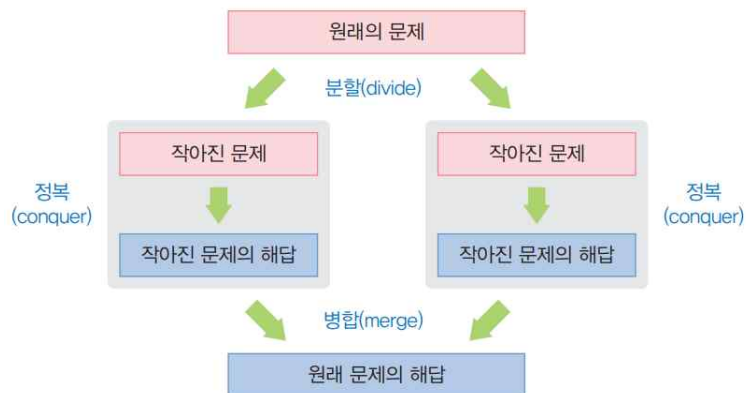 원래의 문제
분할(divide)
작아진 문제
작아진 문제
정복
(conquer)
정복
(conquer)
작아진 문제의 해답
작아진 문제의 해답
병합(merge)
원래 문제의 해답